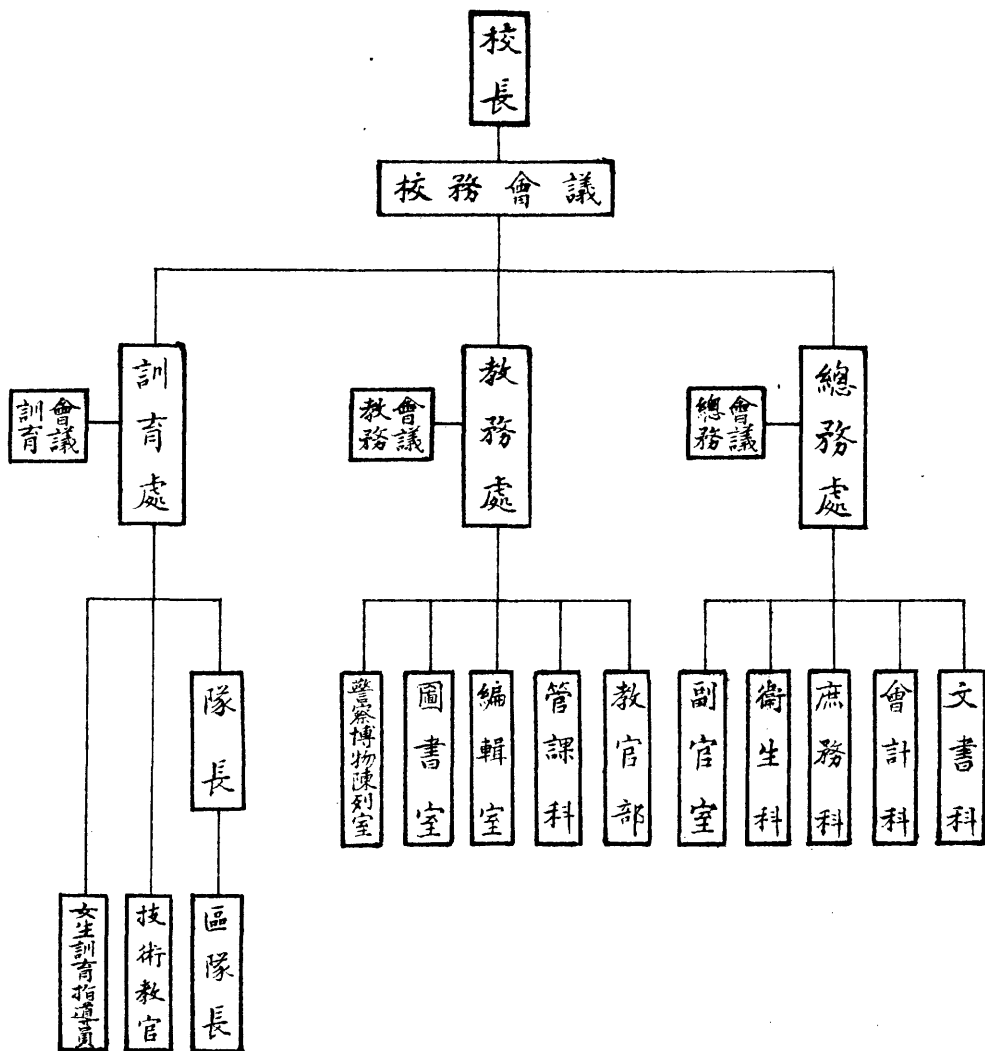 校長
校務會議
訓育處
訓育會議
教務處
教務會議
總務處
總務會議
隊長
警察博物陳列室
圖書室
編輯室
管課科
教官部
副官室
衛生科
庶務科
會計科
文書科
女生訓育指導員
技術教官
區隊長